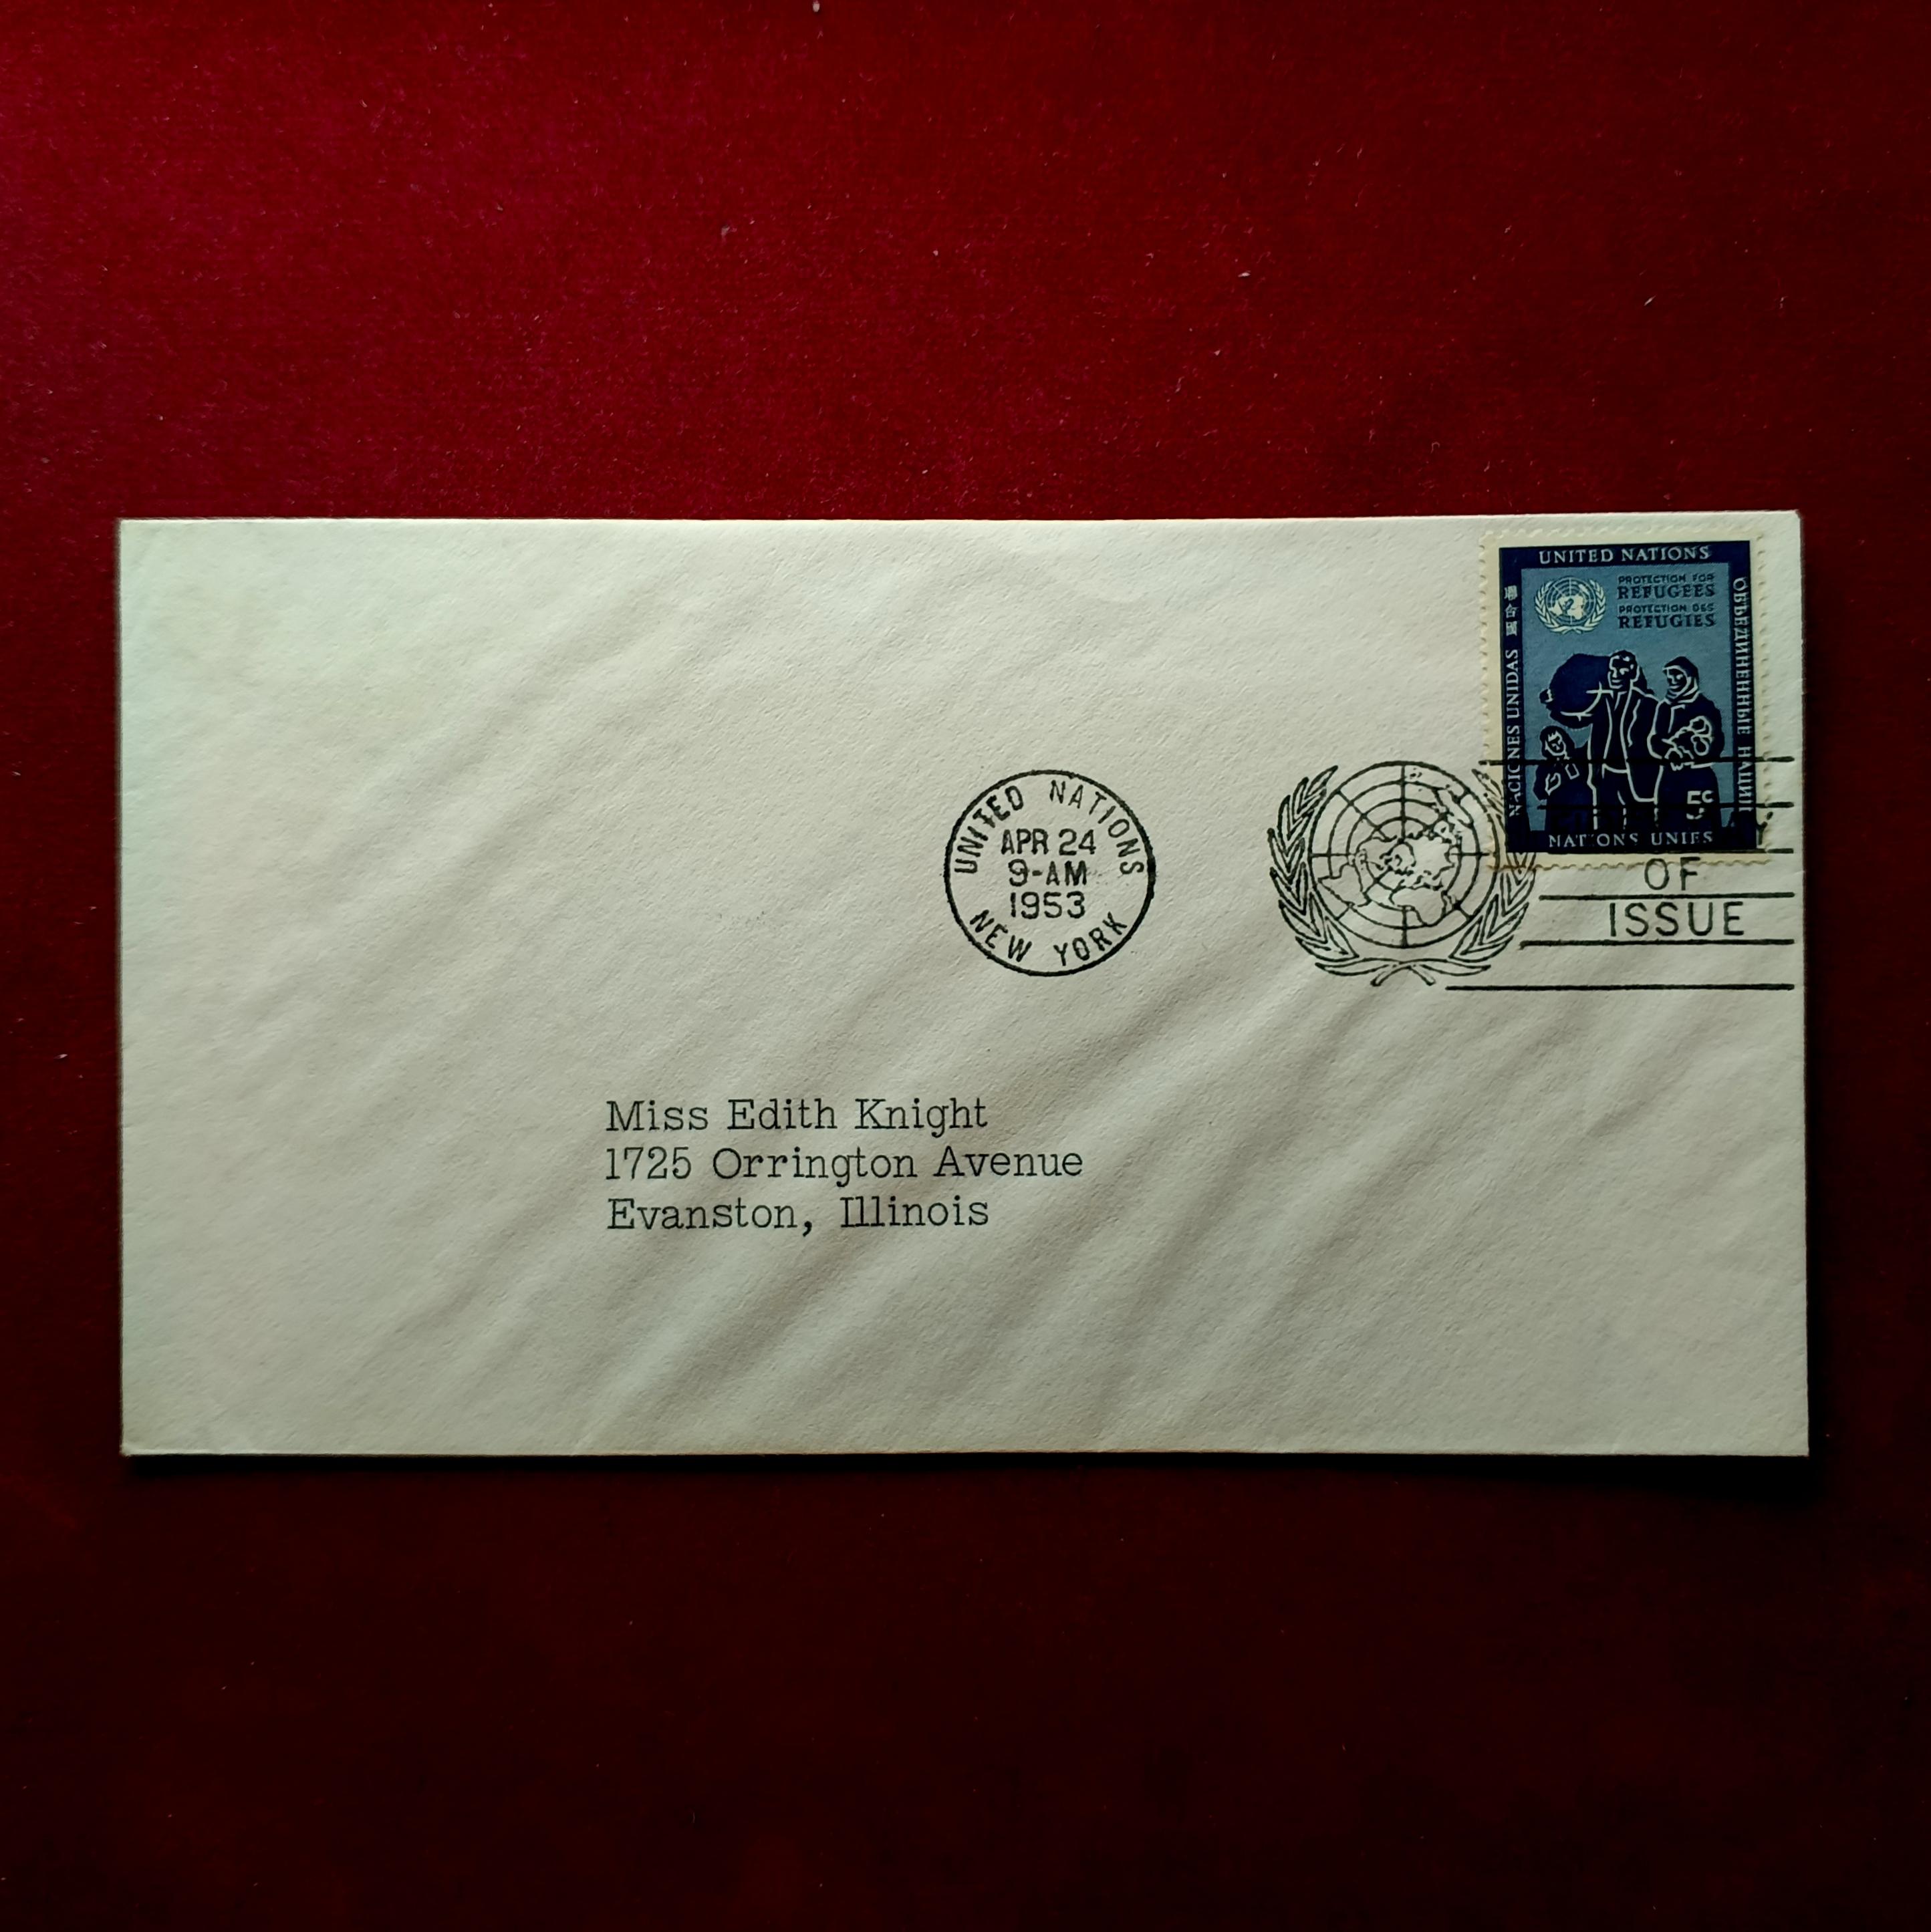 UNITED NATIONS
PROTECTION FOR
REFUGEES
PROTECTION DES
REFUGIES
聯合國
NACIONES UNIDAS
ОБЪЕДИНЕННЫЕ НАЦИИ
5c
NATIONS UNIES
UNITED NATIONS
APR 24
9-AM
1953
NEW YORK
OF
ISSUE
Miss Edith Knight
1725 Orrington Avenue
Evanston, Illinois